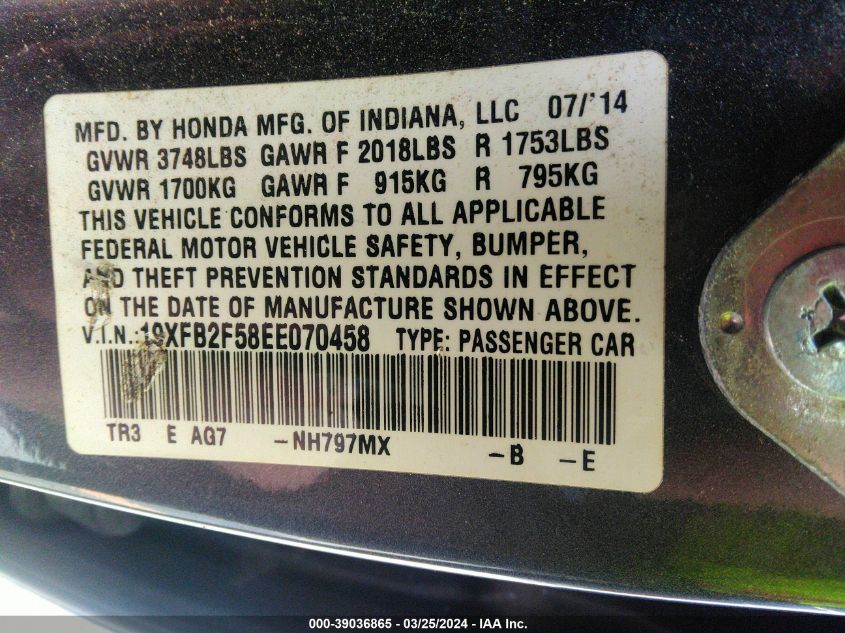 MFD. BY HONDA MFG. OF INDIANA, LLC 07/'14
GVWR 3748LBS GAWR F 2018LBS R 1753LBS
GVWR 1700KG GAWR F 915KG R 795KG
THIS VEHICLE CONFORMS TO ALL APPLICABLE
FEDERAL MOTOR VEHICLE SAFETY, BUMPER,
AND THEFT PREVENTION STANDARDS IN EFFECT
ON THE DATE OF MANUFACTURE SHOWN ABOVE.
V.I.N.:19XFB2F58EE070458 TYPE: PASSENGER CAR
TR3 E AG7 -NH797MX -B -E
000-39036865 - 03/25/2024 - IAA Inc.